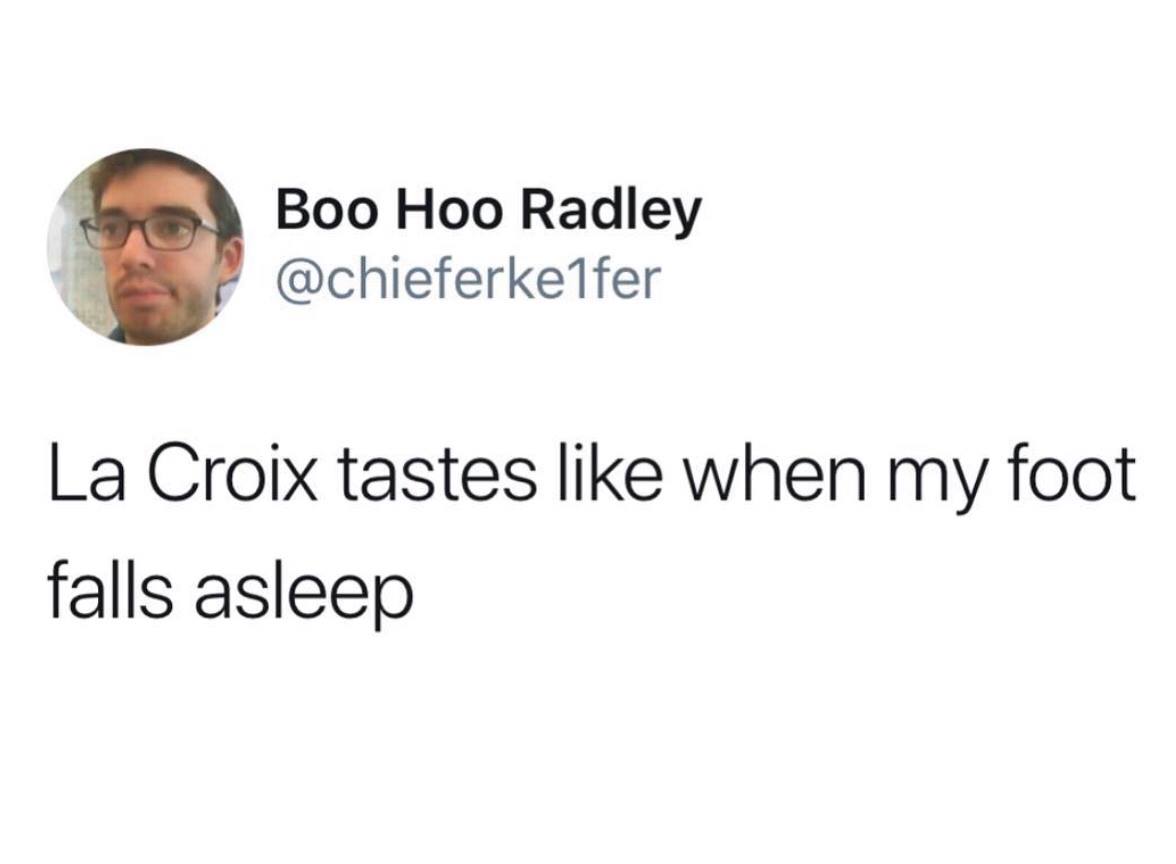 Boo Hoo Radley
@chieferke1fer
La Croix tastes like when my foot
falls asleep